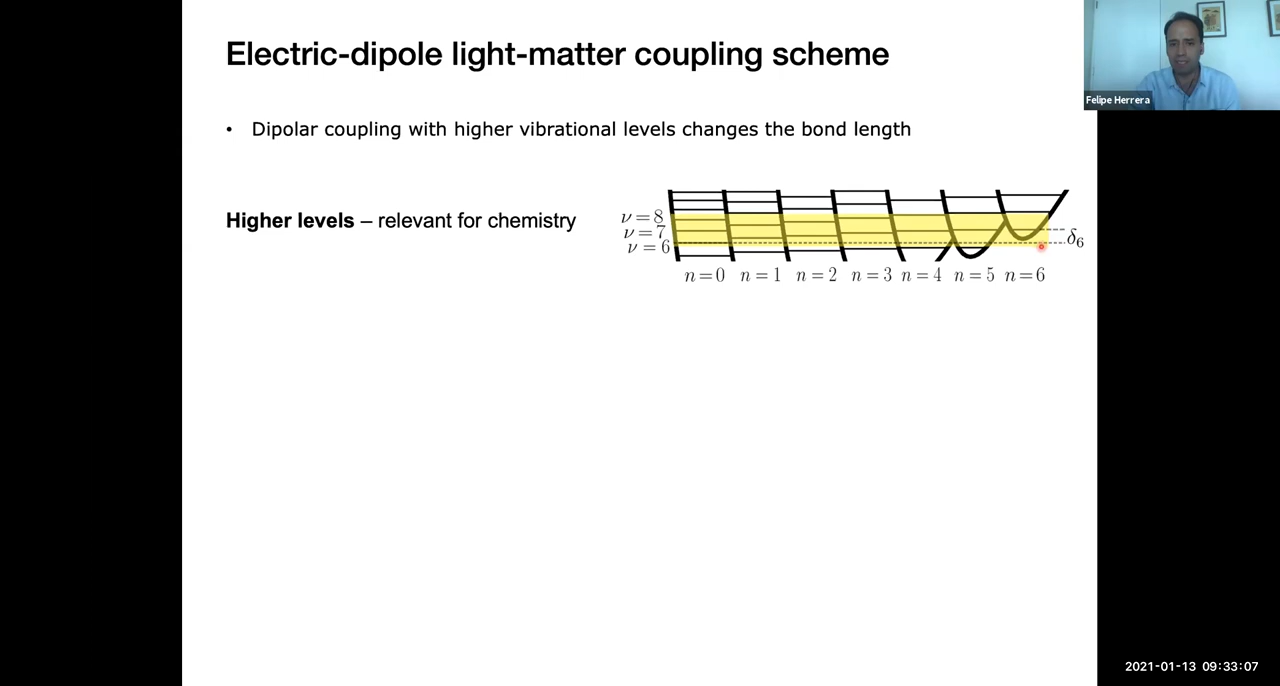 Electric-dipole light-matter coupling scheme
Felipe Herrera
• Dipolar coupling with higher vibrational levels changes the bond length
Higher levels – relevant for chemistry
ν = 8
ν = 7
ν = 6
δ₆
n = 0 n = 1 n = 2 n = 3 n = 4 n = 5 n = 6
2021-01-13 09:33:07